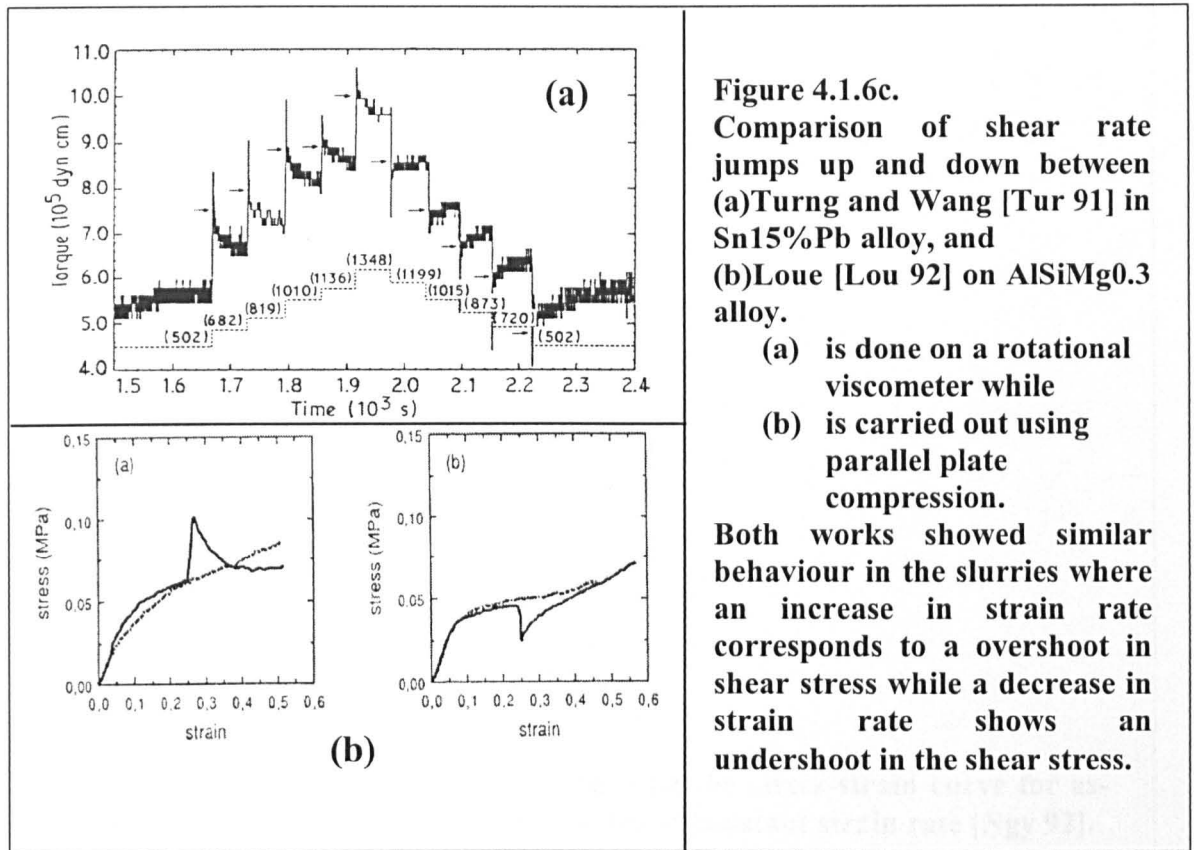 11.0
10.0
9.0
8.0
7.0
6.0
5.0
4.0
Torque (10⁵ dyn cm)
(a)
(502)
(682)
(819)
(1010)
(1136)
(1348)
(1199)
(1015)
(873)
(720)
(502)
1.5 1.6 1.7 1.8 1.9 2.0 2.1 2.2 2.3 2.4
Time (10³ s)
0,15
0,10
0,05
0,00
stress (MPa)
(a)
0,0 0,1 0,2 0,3 0,4 0,5 0,6
strain
0,15
0,10
0,05
0,00
stress (MPa)
(b)
0,0 0,1 0,2 0,3 0,4 0,5 0,6
strain
(b)
Figure 4.1.6c.
Comparison of shear rate
jumps up and down between
(a)Turng and Wang [Tur 91] in
Sn15%Pb alloy, and
(b)Loue [Lou 92] on AlSiMg0.3
alloy.
(a) is done on a rotational
viscometer while
(b) is carried out using
parallel plate
compression.
Both works showed similar
behaviour in the slurries where
an increase in strain rate
corresponds to a overshoot in
shear stress while a decrease in
strain rate shows an
undershoot in the shear stress.